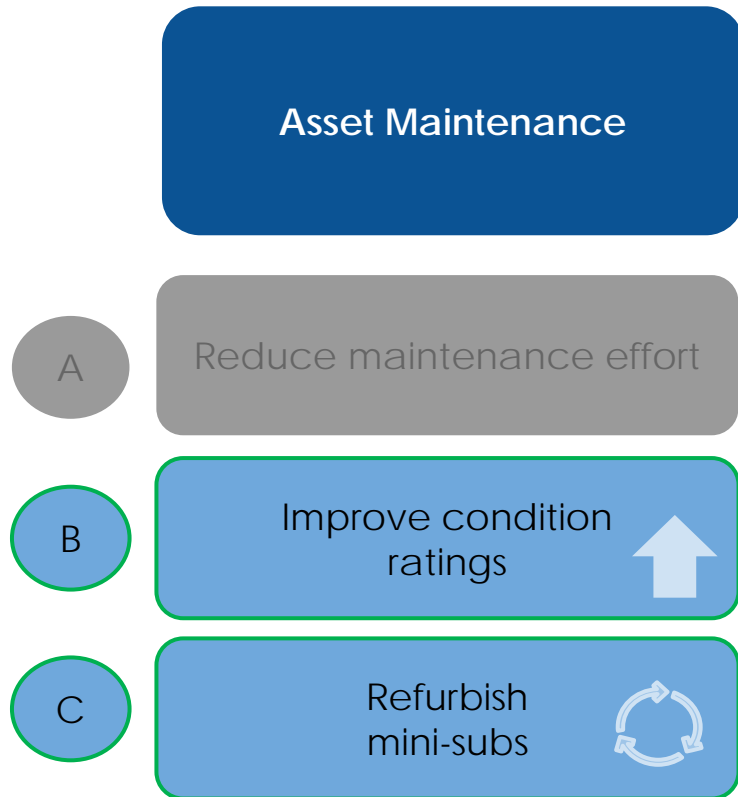 Asset Maintenance
A
Reduce maintenance effort
B
Improve condition
ratings
C
Refurbish
mini-subs